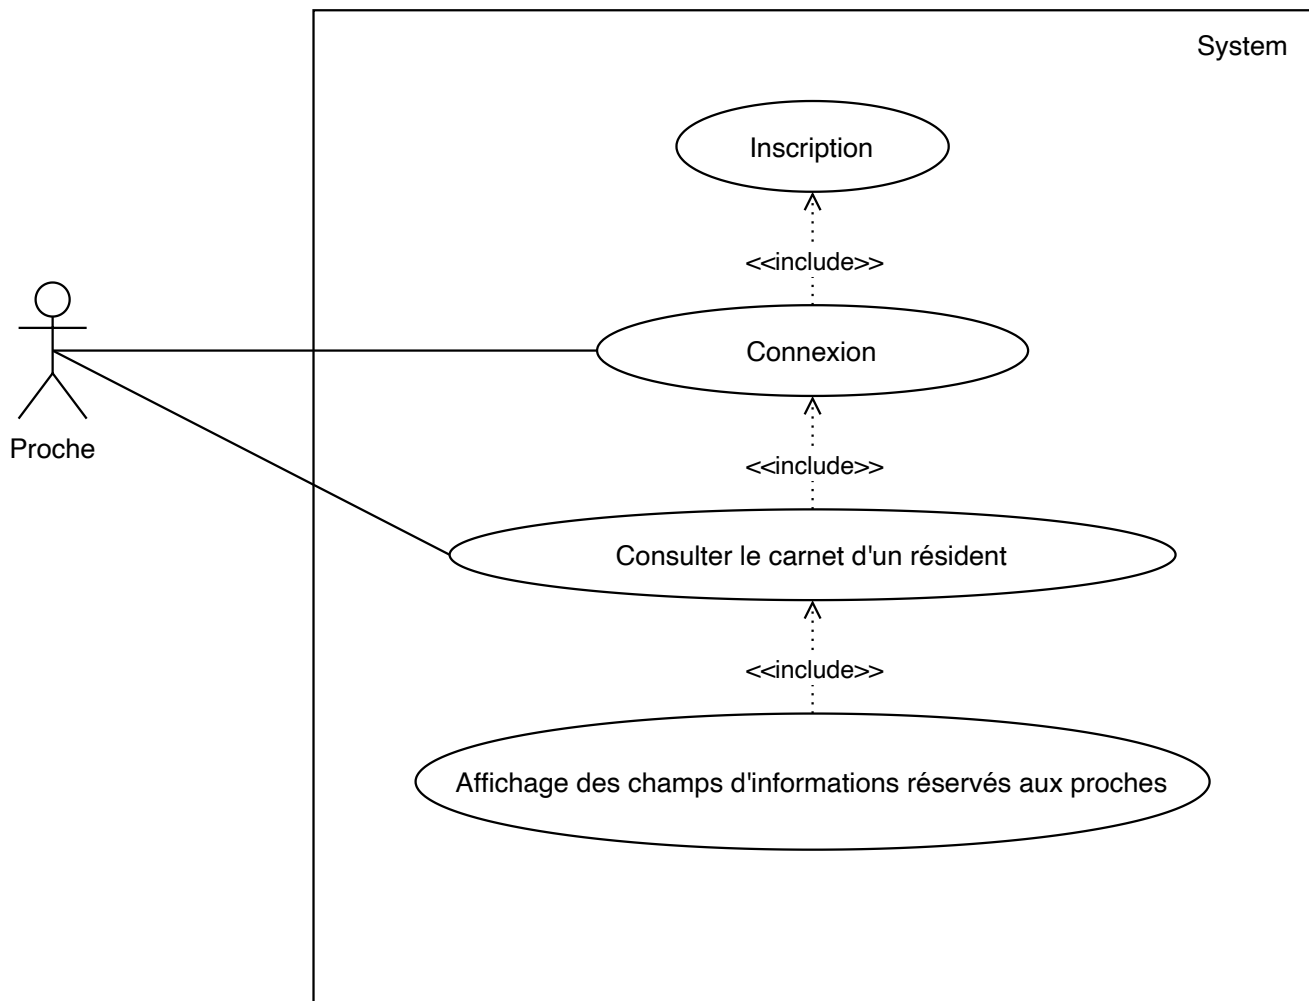 System
Inscription
<<include>>
Connexion
Proche
<<include>>
Consulter le carnet d'un résident
<<include>>
Affichage des champs d'informations réservés aux proches